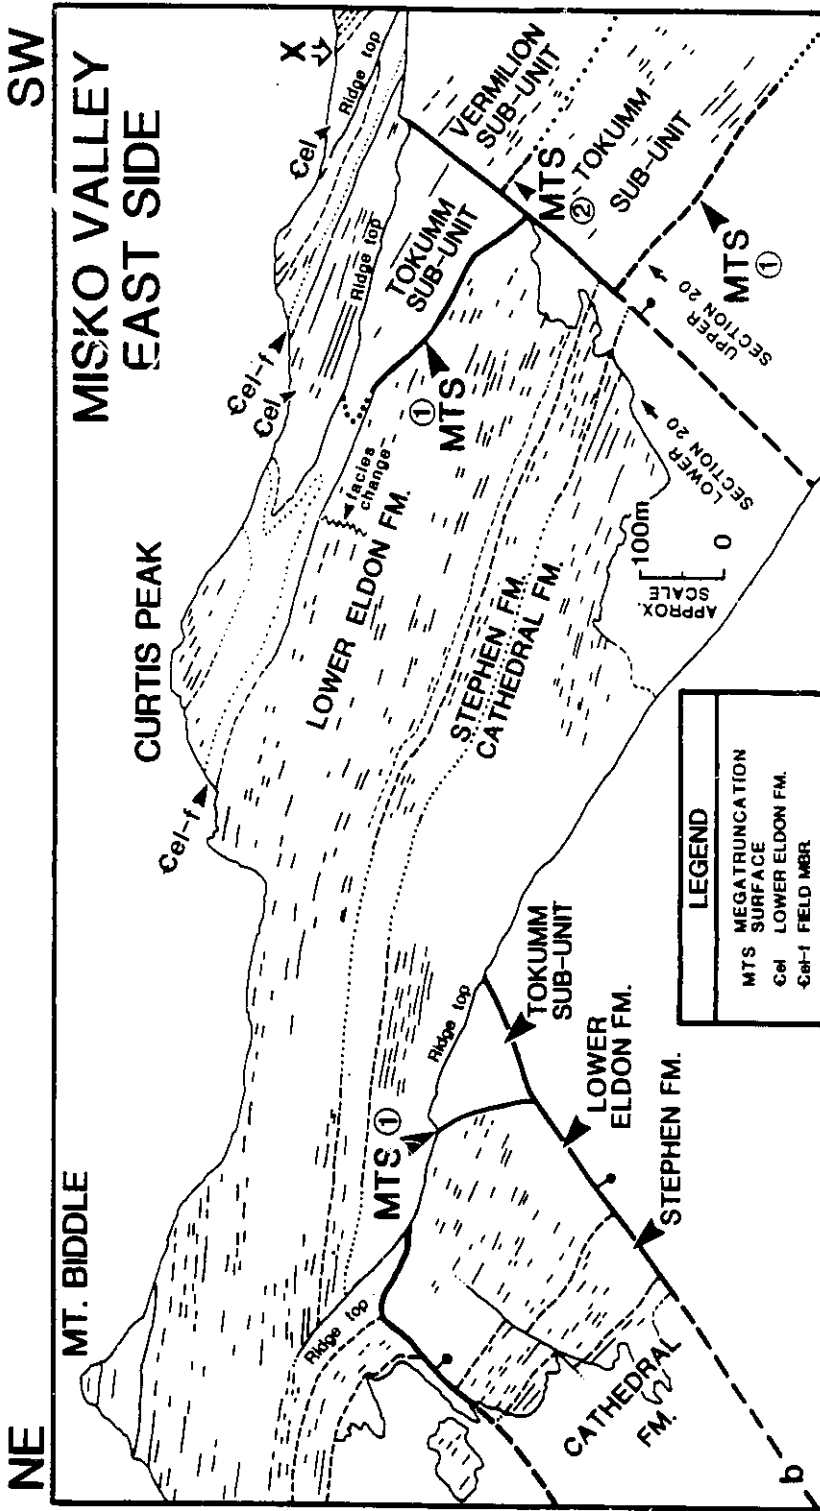 NE
SW
MISKO VALLEY
EAST SIDE
MT. BIDDLE
CURTIS PEAK
Ꞓel-f
Ꞓel
Ꞓel-f
Ꞓel
X
Ridge top
Ridge top
facies
change
LOWER ELDON FM.
STEPHEN FM.
CATHEDRAL FM.
TOKUMM
SUB-UNIT
VERMILION
SUB-UNIT
TOKUMM
SUB-UNIT
① MTS
MTS
②
MTS
①
UPPER
SECTION 20
LOWER
SECTION 20
100m
0
APPROX.
SCALE
Ridge top
Ridge top
MTS ①
TOKUMM
SUB-UNIT
LOWER
ELDON FM.
STEPHEN FM.
CATHEDRAL
FM.
b
LEGEND
MTS MEGATRUNCATION
SURFACE
Ꞓel LOWER ELDON FM.
Ꞓel-f FIELD MBR.